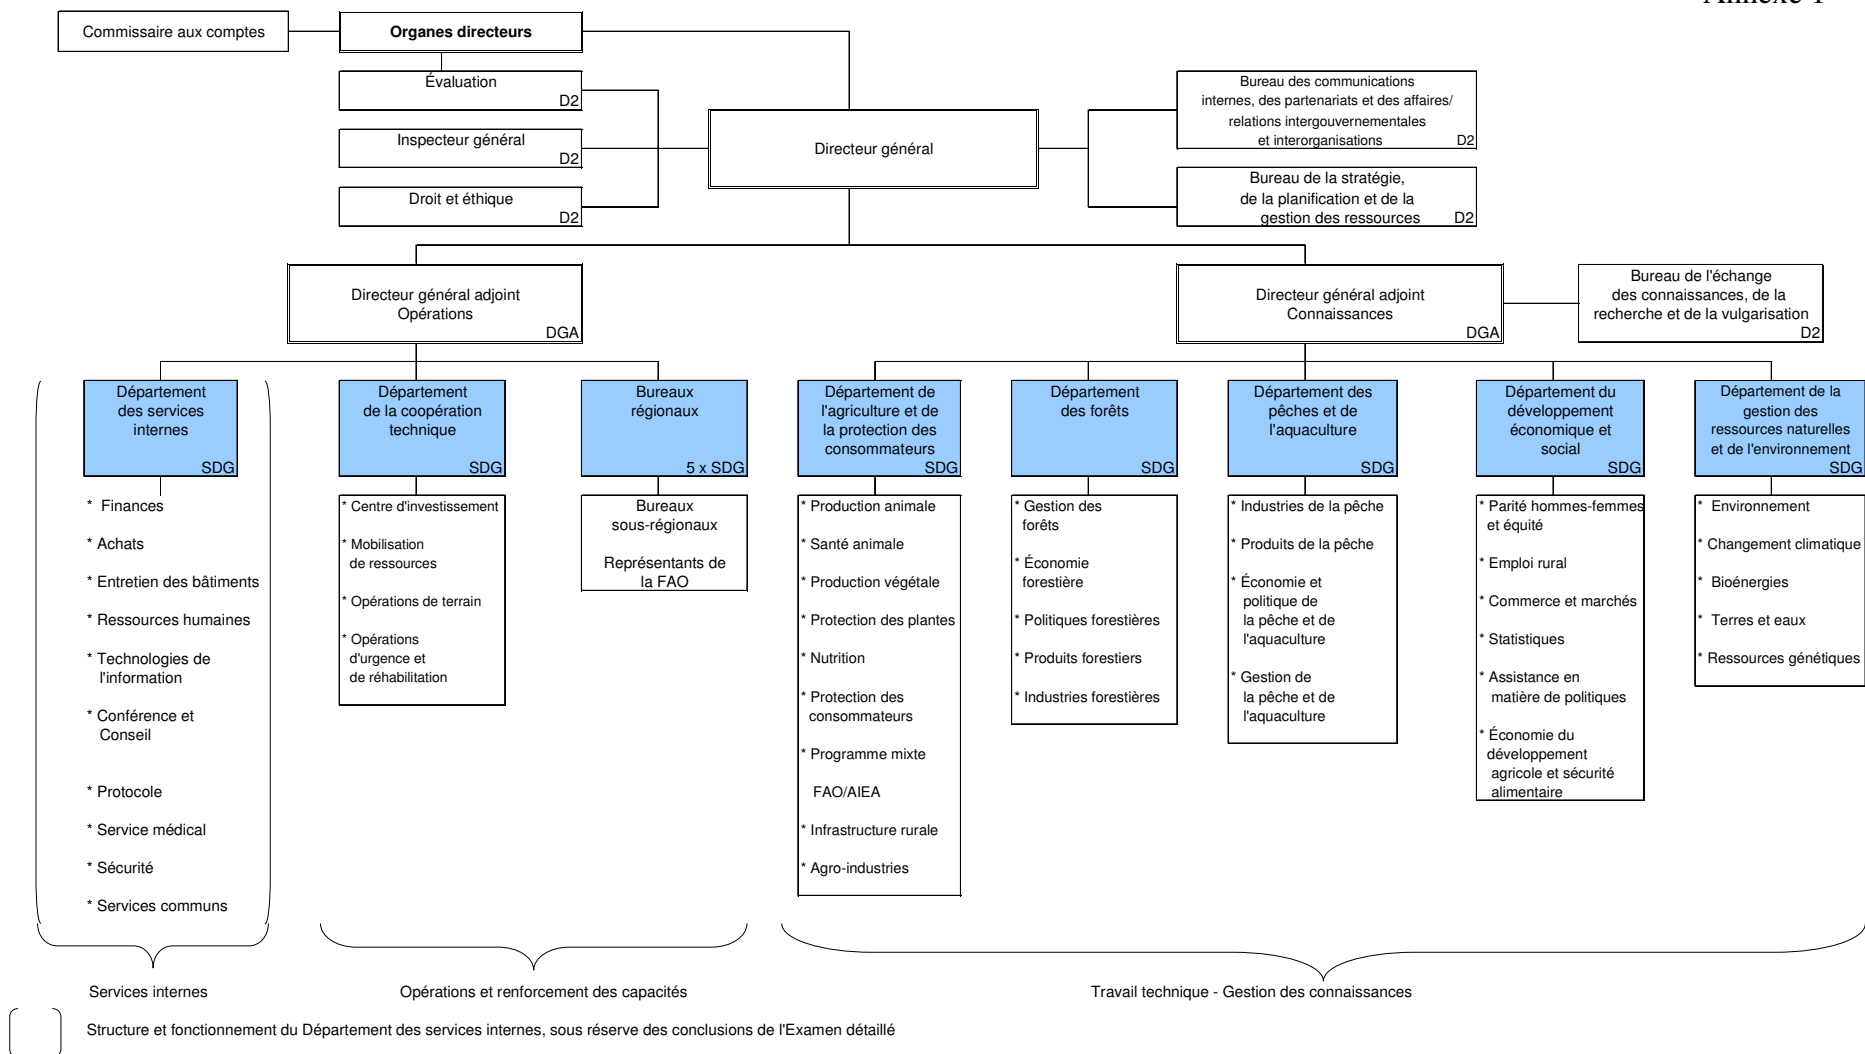 Annexe 1
Commissaire aux comptes
Organes directeurs
Évaluation
D2
Inspecteur général
D2
Droit et éthique
D2
Directeur général
Bureau des communications
internes, des partenariats et des affaires/
relations intergouvernementales
et interorganisations D2
Bureau de la stratégie,
de la planification et de la
gestion des ressources D2
Directeur général adjoint
Opérations
DGA
Directeur général adjoint
Connaissances
DGA
Bureau de l'échange
des connaissances, de la
recherche et de la vulgarisation
D2
Département
des services
internes
SDG
* Finances
* Achats
* Entretien des bâtiments
* Ressources humaines
* Technologies de
l'information
* Conférence et
Conseil
* Protocole
* Service médical
* Sécurité
* Services communs
Département
de la coopération
technique
SDG
* Centre d'investissement
* Mobilisation
de ressources
* Opérations de terrain
* Opérations
d'urgence et
de réhabilitation
Bureaux
régionaux
5 x SDG
Bureaux
sous-régionaux
Représentants de
la FAO
Département de
l'agriculture et de
la protection des
consommateurs
SDG
* Production animale
* Santé animale
* Production végétale
* Protection des plantes
* Nutrition
* Protection des
consommateurs
* Programme mixte
FAO/AIEA
* Infrastructure rurale
* Agro-industries
Département
des forêts
SDG
* Gestion des
forêts
* Économie
forestière
* Politiques forestières
* Produits forestiers
* Industries forestières
Département des
pêches et de
l'aquaculture
SDG
* Industries de la pêche
* Produits de la pêche
* Économie et
politique de
la pêche et de
l'aquaculture
* Gestion de
la pêche et de
l'aquaculture
Département du
développement
économique et
social
SDG
* Parité hommes-femmes
et équité
* Emploi rural
* Commerce et marchés
* Statistiques
* Assistance en
matière de politiques
* Économie du
développement
agricole et sécurité
alimentaire
Département de la
gestion des
ressources naturelles
et de l'environnement
SDG
* Environnement
* Changement climatique
* Bioénergies
* Terres et eaux
* Ressources génétiques
Services internes
Opérations et renforcement des capacités
Travail technique - Gestion des connaissances
Structure et fonctionnement du Département des services internes, sous réserve des conclusions de l'Examen détaillé